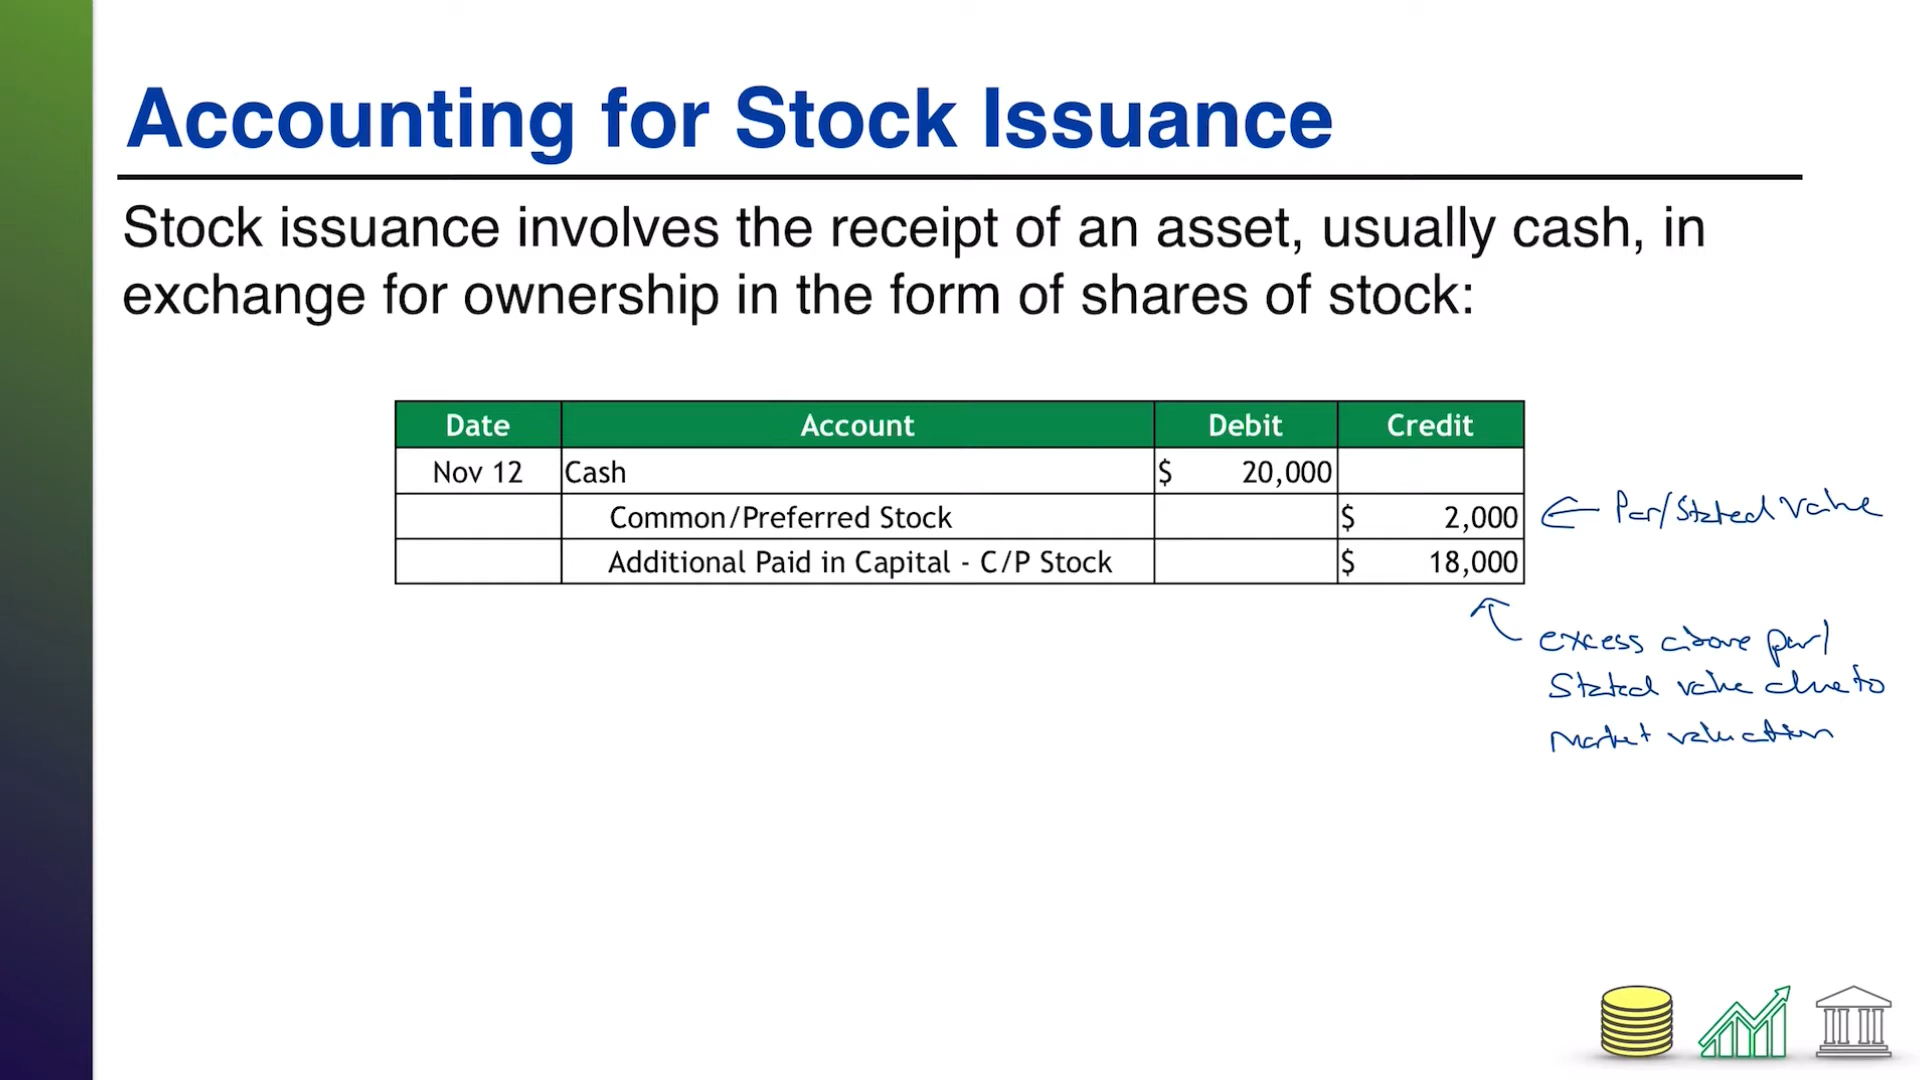 Accounting for Stock Issuance
Stock issuance involves the receipt of an asset, usually cash, in
exchange for ownership in the form of shares of stock:
Date Account Debit Credit
Nov 12 Cash $ 20,000
Common/Preferred Stock $ 2,000 ← Par/Stated Value
Additional Paid in Capital - C/P Stock $ 18,000
excess above par/
Stated value due to
Market valuation